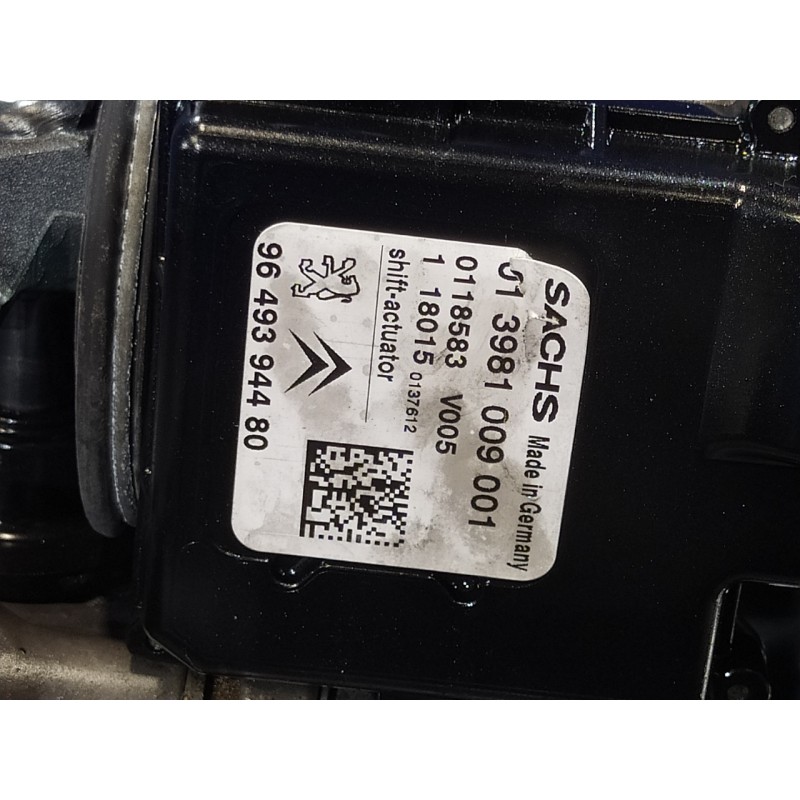 SACHS Made in Germany
01 3981 009 001
0118583 V005
1 18015 0137612
shift-actuator
96 493 944 80